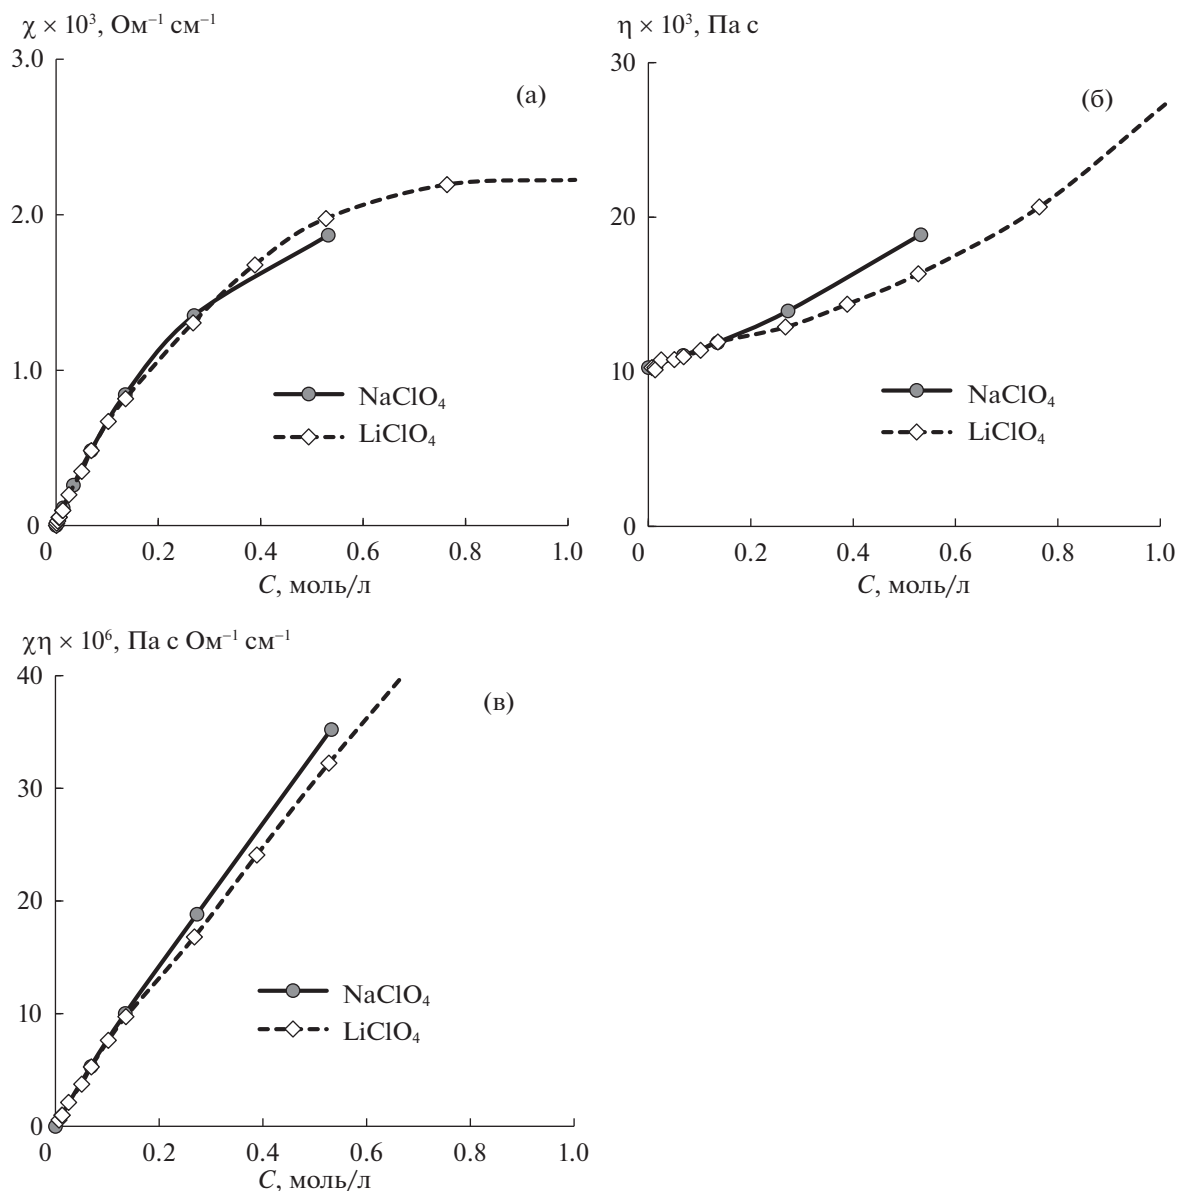 χ × 10³, Ом⁻¹ см⁻¹
3.0
2.0
1.0
0
(а)
NaClO₄
LiClO₄
0 0.2 0.4 0.6 0.8 1.0
C, моль/л
η × 10³, Па с
30
20
10
0
(б)
NaClO₄
LiClO₄
0 0.2 0.4 0.6 0.8 1.0
C, моль/л
χη × 10⁶, Па с Ом⁻¹ см⁻¹
40
30
20
10
0
(в)
NaClO₄
LiClO₄
0 0.2 0.4 0.6 0.8 1.0
C, моль/л